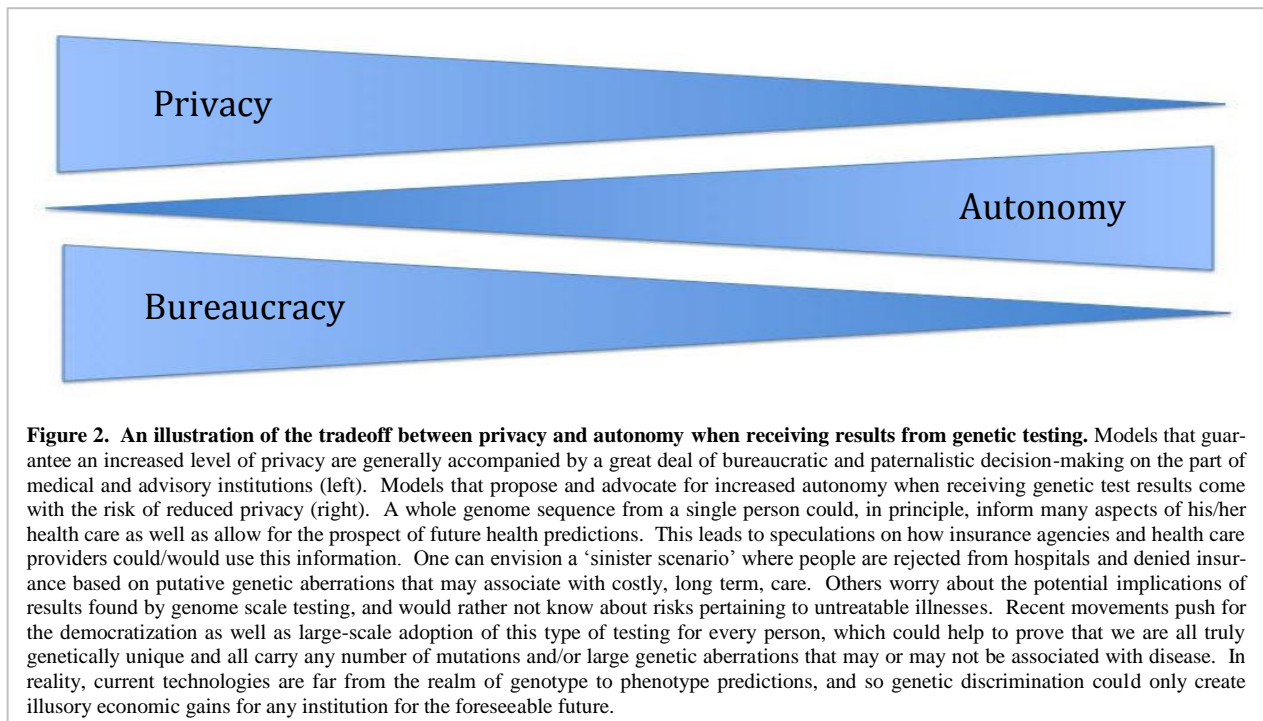 Privacy
Autonomy
Bureaucracy
Figure 2. An illustration of the tradeoff between privacy and autonomy when receiving results from genetic testing. Models that guar-
antee an increased level of privacy are generally accompanied by a great deal of bureaucratic and paternalistic decision-making on the part of
medical and advisory institutions (left). Models that propose and advocate for increased autonomy when receiving genetic test results come
with the risk of reduced privacy (right). A whole genome sequence from a single person could, in principle, inform many aspects of his/her
health care as well as allow for the prospect of future health predictions. This leads to speculations on how insurance agencies and health care
providers could/would use this information. One can envision a ‘sinister scenario’ where people are rejected from hospitals and denied insur-
ance based on putative genetic aberrations that may associate with costly, long term, care. Others worry about the potential implications of
results found by genome scale testing, and would rather not know about risks pertaining to untreatable illnesses. Recent movements push for
the democratization as well as large-scale adoption of this type of testing for every person, which could help to prove that we are all truly
genetically unique and all carry any number of mutations and/or large genetic aberrations that may or may not be associated with disease. In
reality, current technologies are far from the realm of genotype to phenotype predictions, and so genetic discrimination could only create
illusory economic gains for any institution for the foreseeable future.